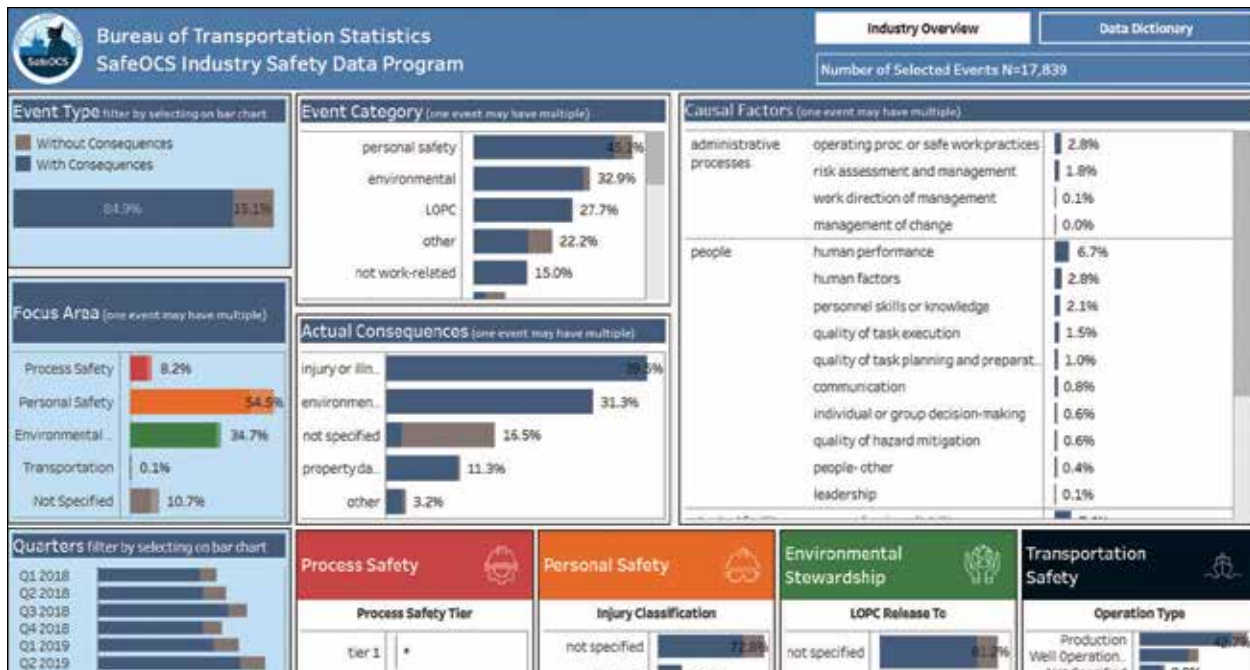 Bureau of Transportation Statistics
SafeOCS Industry Safety Data Program
SafeOCS
Industry Overview
Data Dictionary
Number of Selected Events N=17,839
Event Type filter by selecting on bar chart
Without Consequences
With Consequences
84.9% 15.1%
Focus Area (one event may have multiple)
Process Safety 8.2%
Personal Safety 54.5%
Environmental .. 34.7%
Transportation 0.1%
Not Specified 10.7%
Quarters filter by selecting on bar chart
Q1 2018
Q2 2018
Q3 2018
Q4 2018
Q1 2019
Q2 2019
Event Category (one event may have multiple)
personal safety 45.1%
environmental 32.9%
LOPC 27.7%
other 22.2%
not work-related 15.0%
Actual Consequences (one event may have multiple)
injury or illn.. 39.5%
environmen.. 31.3%
not specified 16.5%
property da.. 11.3%
other 3.2%
Causal Factors (one event may have multiple)
administrative processes
operating proc. or safe work practices 2.8%
risk assessment and management 1.8%
work direction of management 0.1%
management of change 0.0%
people
human performance 6.7%
human factors 2.8%
personnel skills or knowledge 2.1%
quality of task execution 1.5%
quality of task planning and preparat.. 1.0%
communication 0.8%
individual or group decision-making 0.6%
quality of hazard mitigation 0.6%
people- other 0.4%
leadership 0.1%
Process Safety
Process Safety Tier
tier 1 *
Personal Safety
Injury Classification
not specified 72.8%
Environmental
Stewardship
LOPC Release To
not specified 61.2%
Transportation
Safety
Operation Type
Production 42.7%
Well Operation..